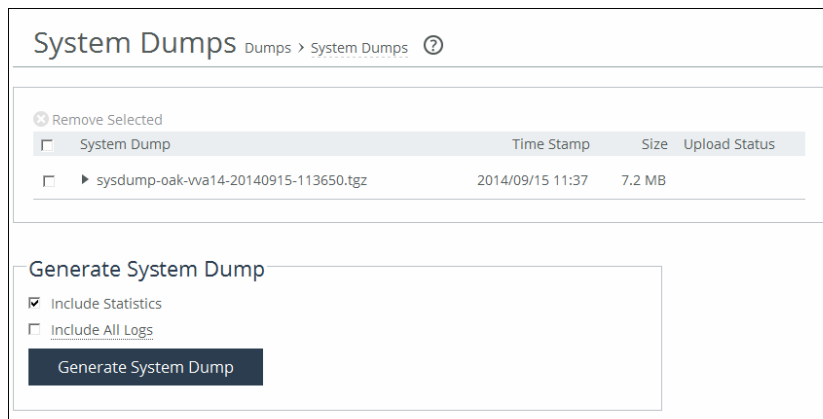 System Dumps Dumps › System Dumps ?
Remove Selected
System Dump Time Stamp Size Upload Status
sysdump-oak-vva14-20140915-113650.tgz 2014/09/15 11:37 7.2 MB
Generate System Dump
Include Statistics
Include All Logs
Generate System Dump